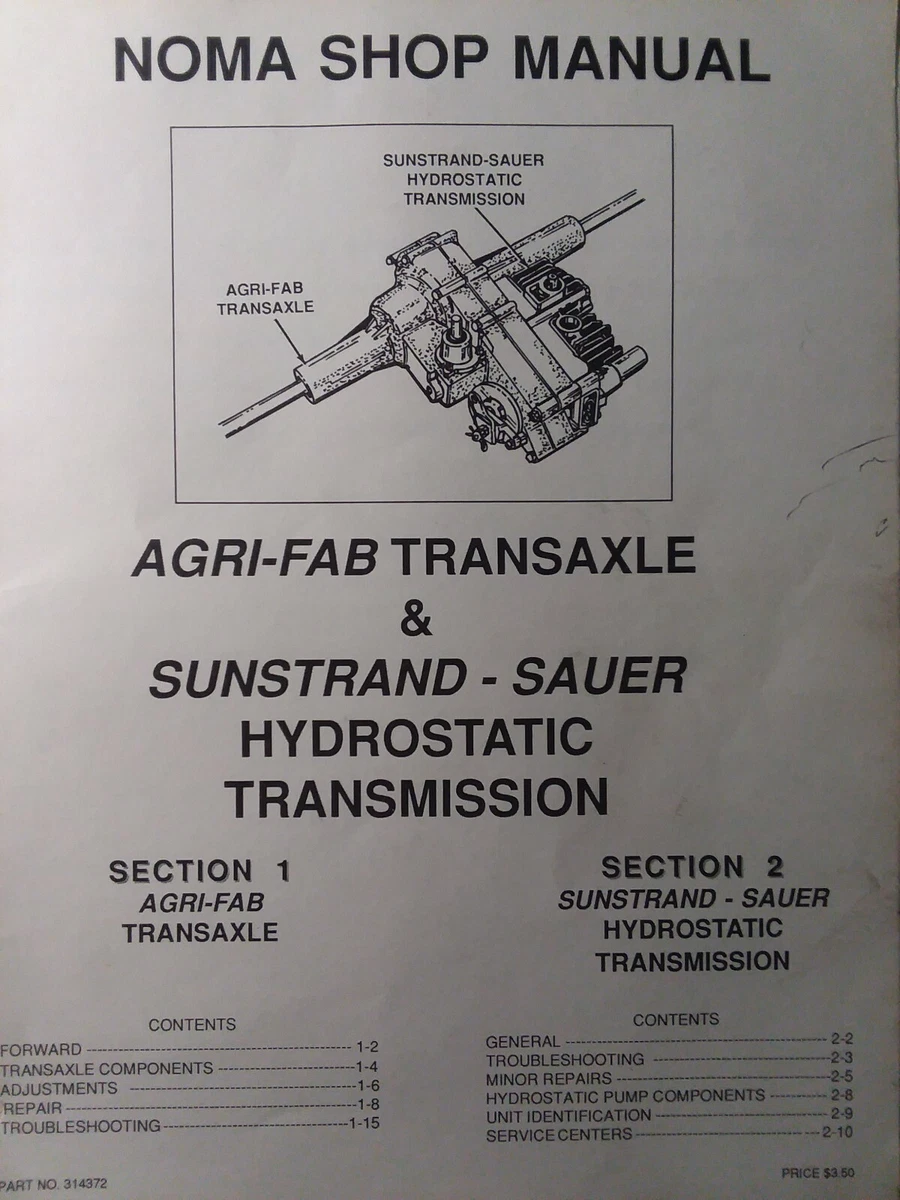 NOMA SHOP MANUAL
SUNSTRAND-SAUER
HYDROSTATIC
TRANSMISSION
AGRI-FAB
TRANSAXLE
AGRI-FAB TRANSAXLE
&
SUNSTRAND - SAUER
HYDROSTATIC
TRANSMISSION
SECTION 1
AGRI-FAB
TRANSAXLE
CONTENTS
FORWARD ---------- 1-2
TRANSAXLE COMPONENTS ---------- 1-4
ADJUSTMENTS ---------- 1-6
REPAIR ---------- 1-8
TROUBLESHOOTING ---------- 1-15
SECTION 2
SUNSTRAND - SAUER
HYDROSTATIC
TRANSMISSION
CONTENTS
GENERAL ---------- 2-2
TROUBLESHOOTING ---------- 2-3
MINOR REPAIRS ---------- 2-5
HYDROSTATIC PUMP COMPONENTS ---------- 2-8
UNIT IDENTIFICATION ---------- 2-9
SERVICE CENTERS ---------- 2-10
PART NO. 314372
PRICE $3.50